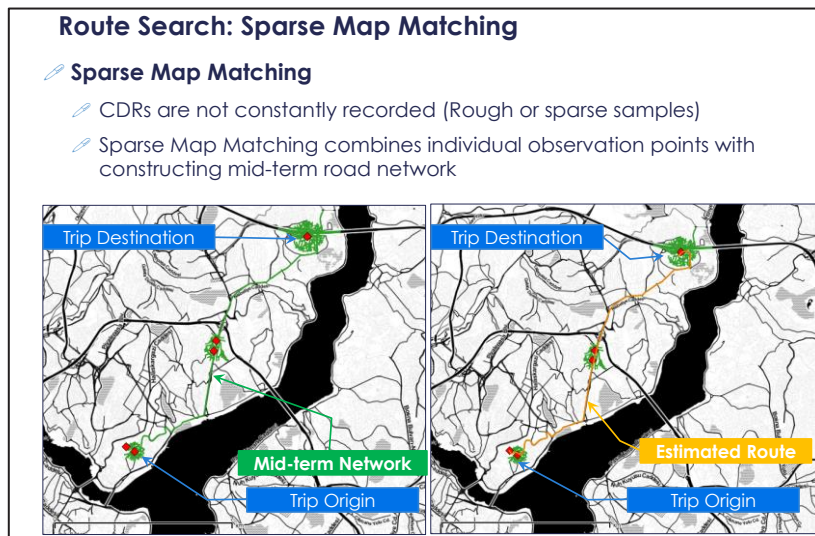 Route Search: Sparse Map Matching
Sparse Map Matching
CDRs are not constantly recorded (Rough or sparse samples)
Sparse Map Matching combines individual observation points with
constructing mid-term road network
Trip Destination
Mid-term Network
Trip Origin
Trip Destination
Estimated Route
Trip Origin